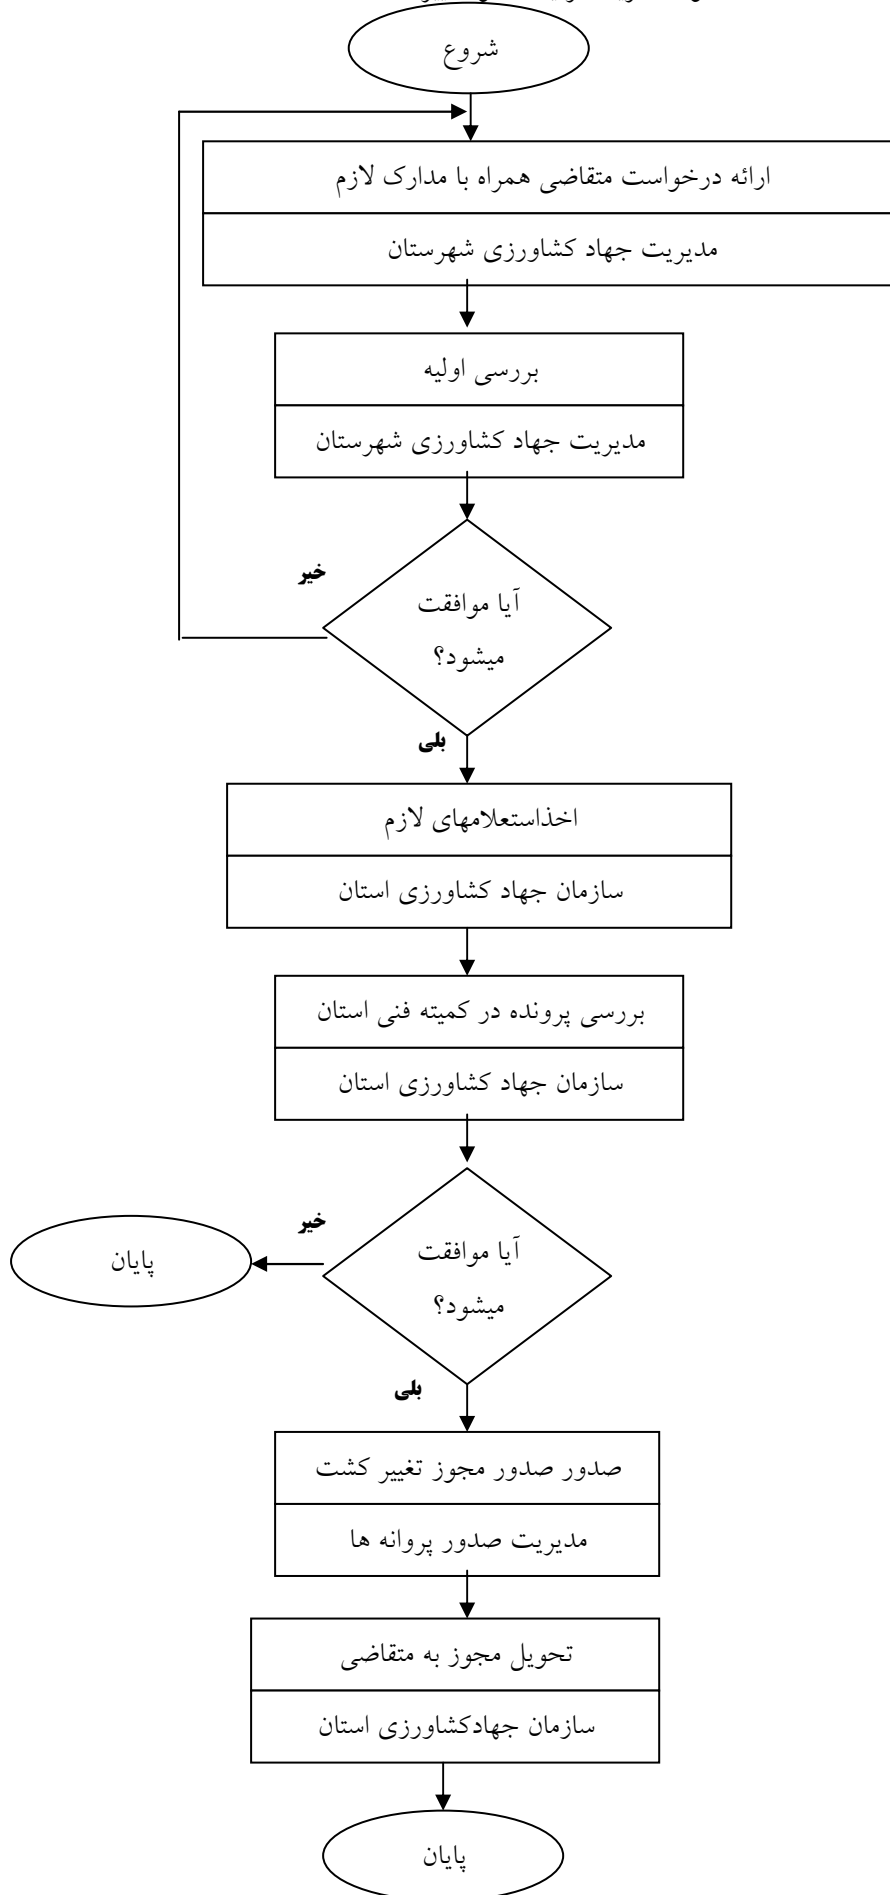 شروع
ارائه درخواست متقاضی همراه با مدارک لازم
مدیریت جهاد کشاورزی شهرستان
بررسی اولیه
مدیریت جهاد کشاورزی شهرستان
خیر
آیا موافقت
میشود؟
بلی
اخذاستعلامهای لازم
سازمان جهاد کشاورزی استان
بررسی پرونده در کمیته فنی استان
سازمان جهاد کشاورزی استان
خیر
آیا موافقت
میشود؟
پایان
بلی
صدور صدور مجوز تغییر کشت
مدیریت صدور پروانه ها
تحویل مجوز به متقاضی
سازمان جهادکشاورزی استان
پایان